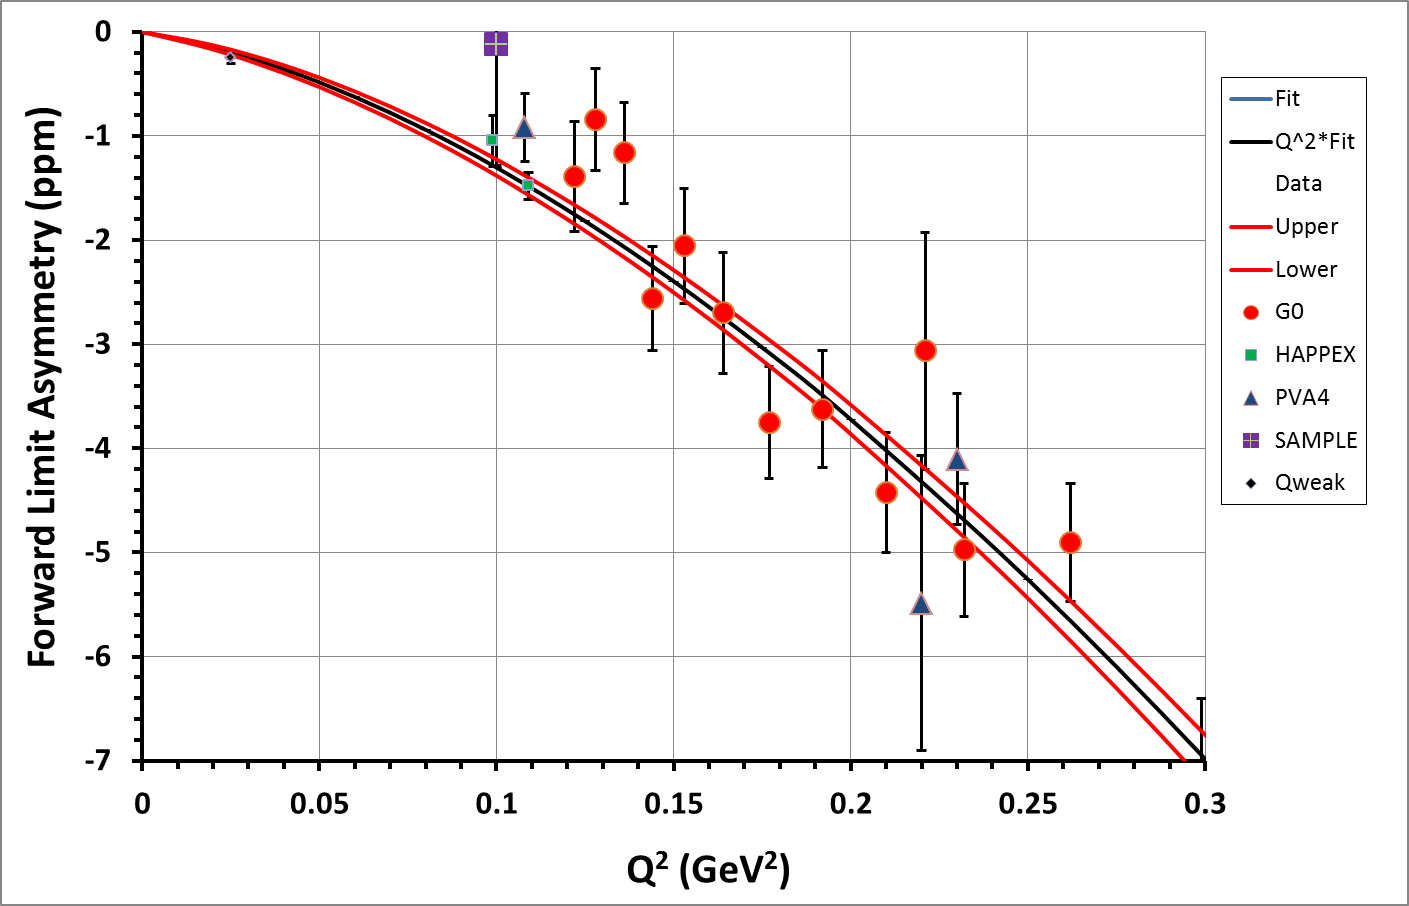 Forward Limit Asymmetry (ppm)
0
-1
-2
-3
-4
-5
-6
-7
0 0.05 0.1 0.15 0.2 0.25 0.3
Q² (GeV²)
Fit
Q^2*Fit
Data
Upper
Lower
G0
HAPPEX
PVA4
SAMPLE
Qweak